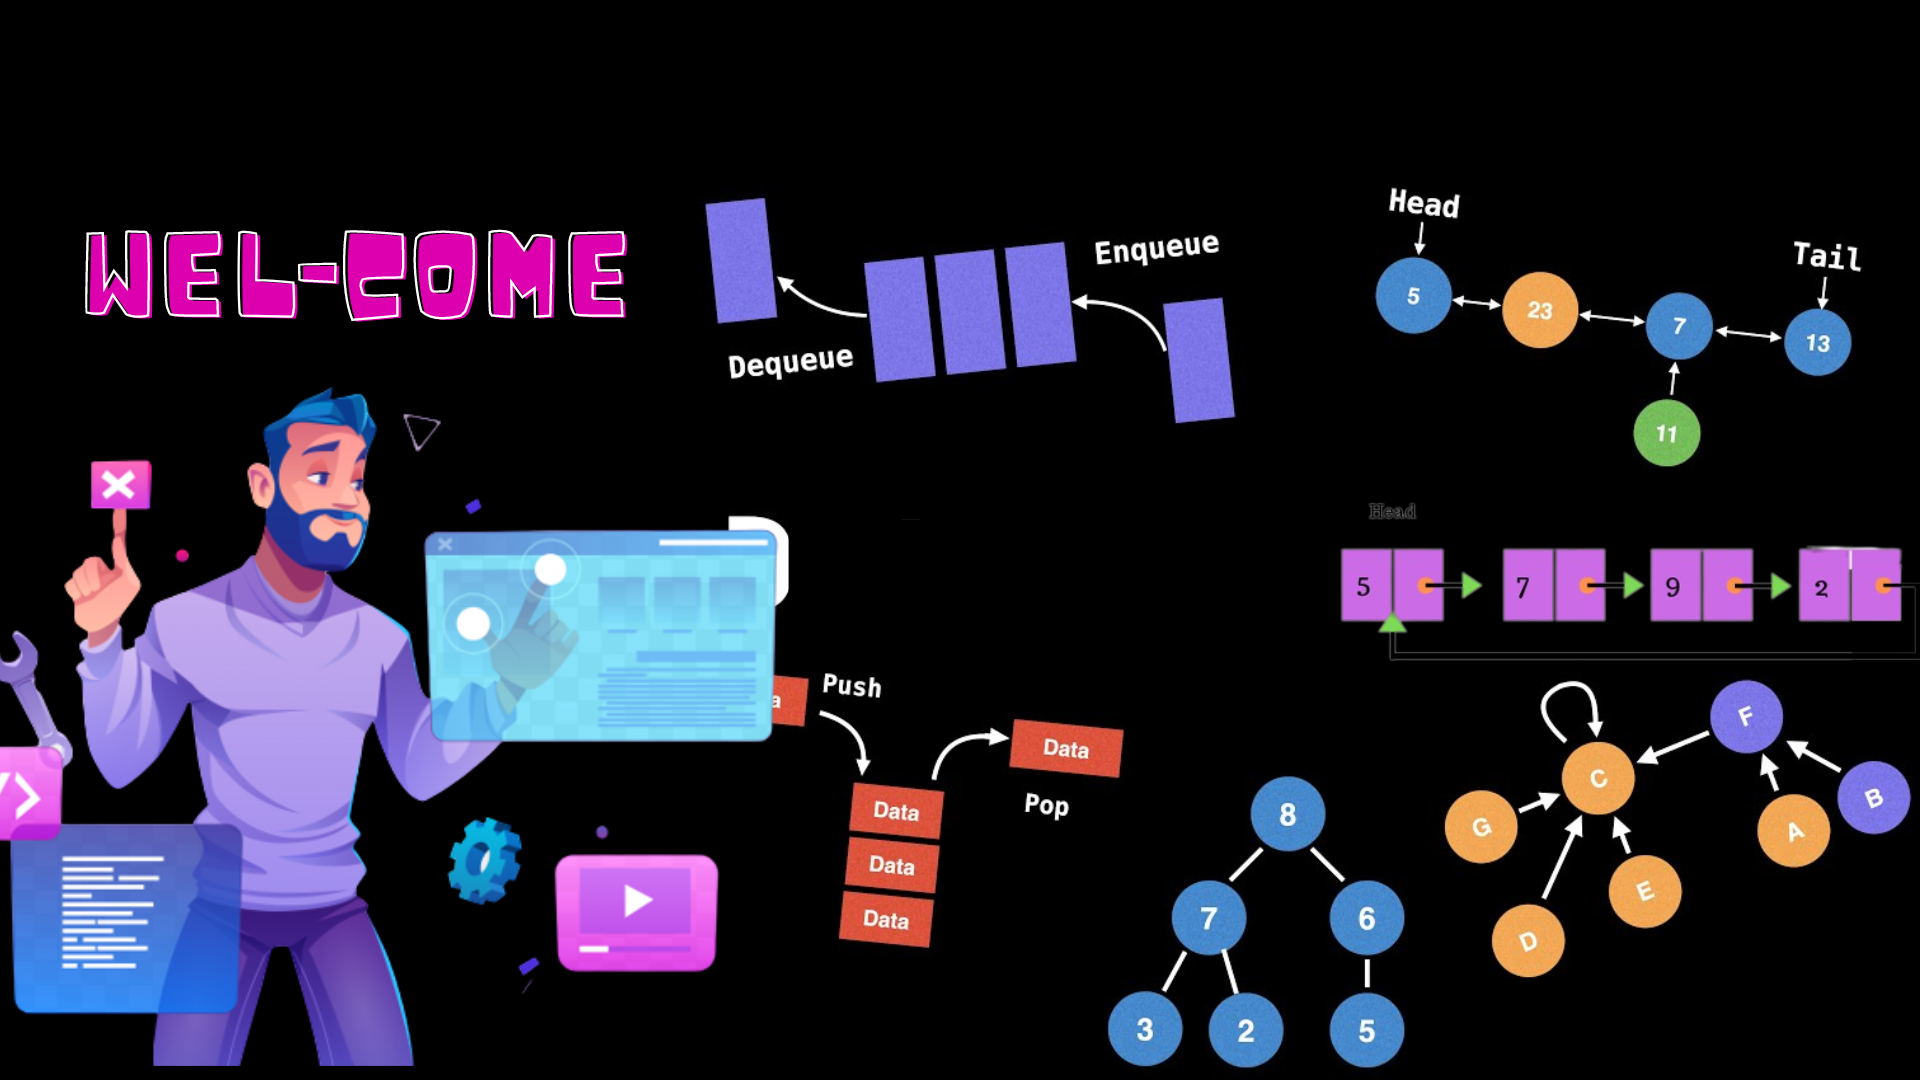 WEL-COME
Enqueue
Dequeue
Head
Tail
5
23
7
13
11
Head
5
7
9
2
a
Push
Data
Pop
Data
Data
Data
8
7
6
3
2
5
F
C
B
G
A
E
D